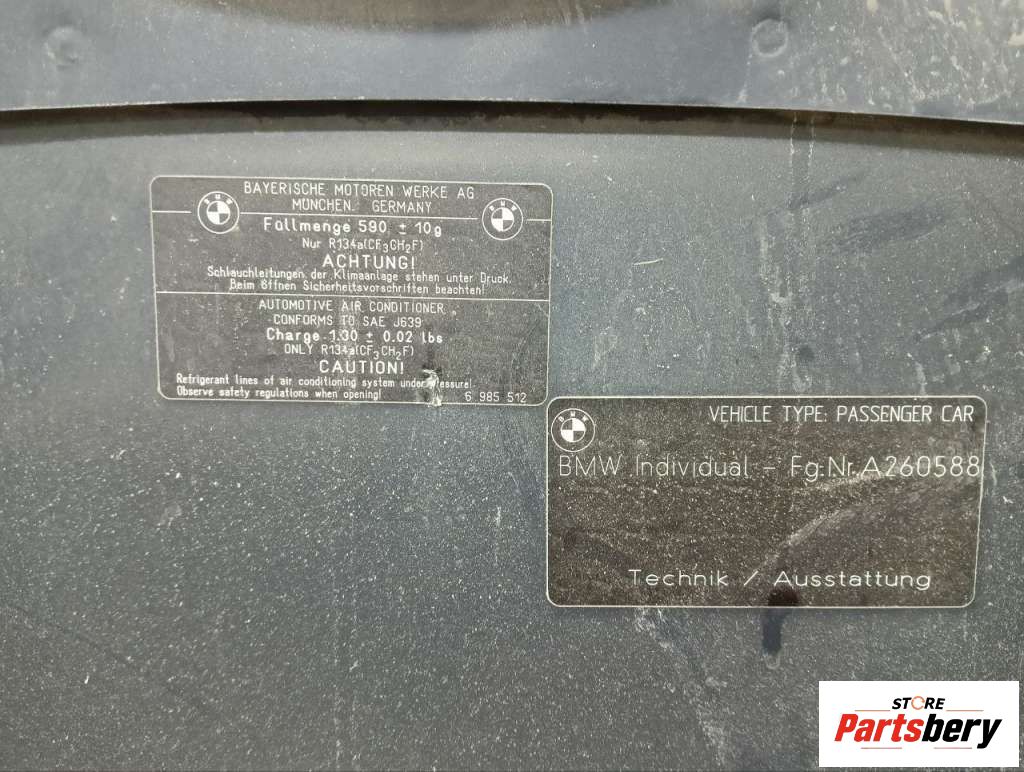 BAYERISCHE MOTOREN WERKE AG
MÜNCHEN. GERMANY
Füllmenge 590 ± 10g
Nur R134a(CF3CH2F)
ACHTUNG!
Schlauchleitungen der Klimaanlage stehen unter Druck.
Beim öffnen Sicherheitsvorschriften beachten!
AUTOMOTIVE AIR CONDITIONER
CONFORMS TO SAE J639
Charge 1.30 ± 0.02 lbs
ONLY R134a(CF3CH2F)
CAUTION!
Refrigerant lines of air conditioning system under pressure!
Observe safety regulations when opening!
6 985 512
BMW
VEHICLE TYPE: PASSENGER CAR
BMW Individual - Fg.Nr.A260588
Technik / Ausstattung
STORE
Partsbery